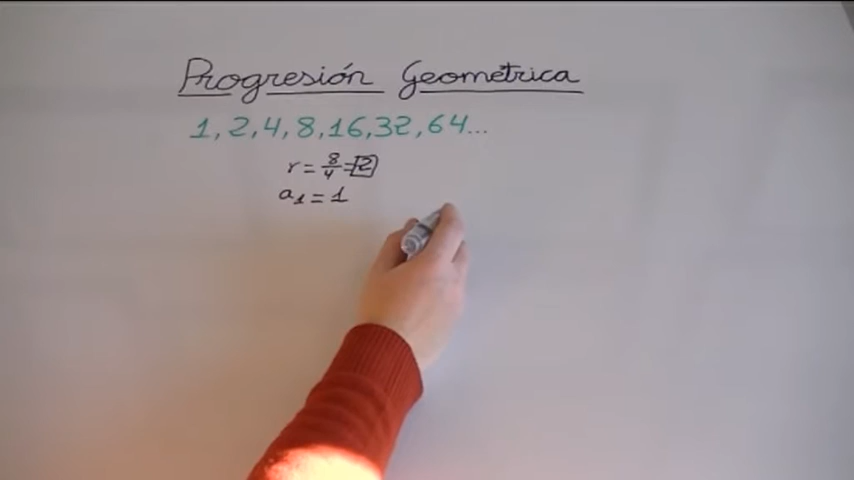 Progresión Geométrica
1, 2, 4, 8, 16, 32, 64...
r = 8/4 = 2
a₁ = 1